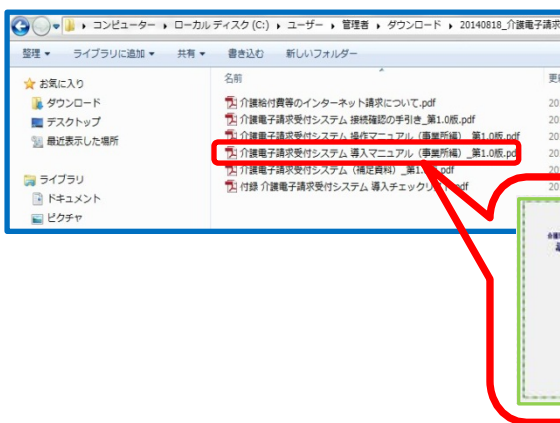 コンピューター ▸ ローカル ディスク (C:) ▸ ユーザー ▸ 管理者 ▸ ダウンロード ▸ 20140818_介護電子請求
整理 ▼ ライブラリに追加 ▼ 共有 ▼ 書き込む 新しいフォルダー
お気に入り
ダウンロード
デスクトップ
最近表示した場所
ライブラリ
ドキュメント
ピクチャ
名前
介護給付費等のインターネット請求について.pdf
介護電子請求受付システム 接続確認の手引き_第1.0版.pdf
介護電子請求受付システム 操作マニュアル（事業所編）_第1.0版.pdf
介護電子請求受付システム 導入マニュアル（事業所編）_第1.0版.pd
介護電子請求受付システム（補足資料）_第1. .pdf
付録 介護電子請求受付システム 導入チェックリスト.pdf
更
20
20
20
20
20
20